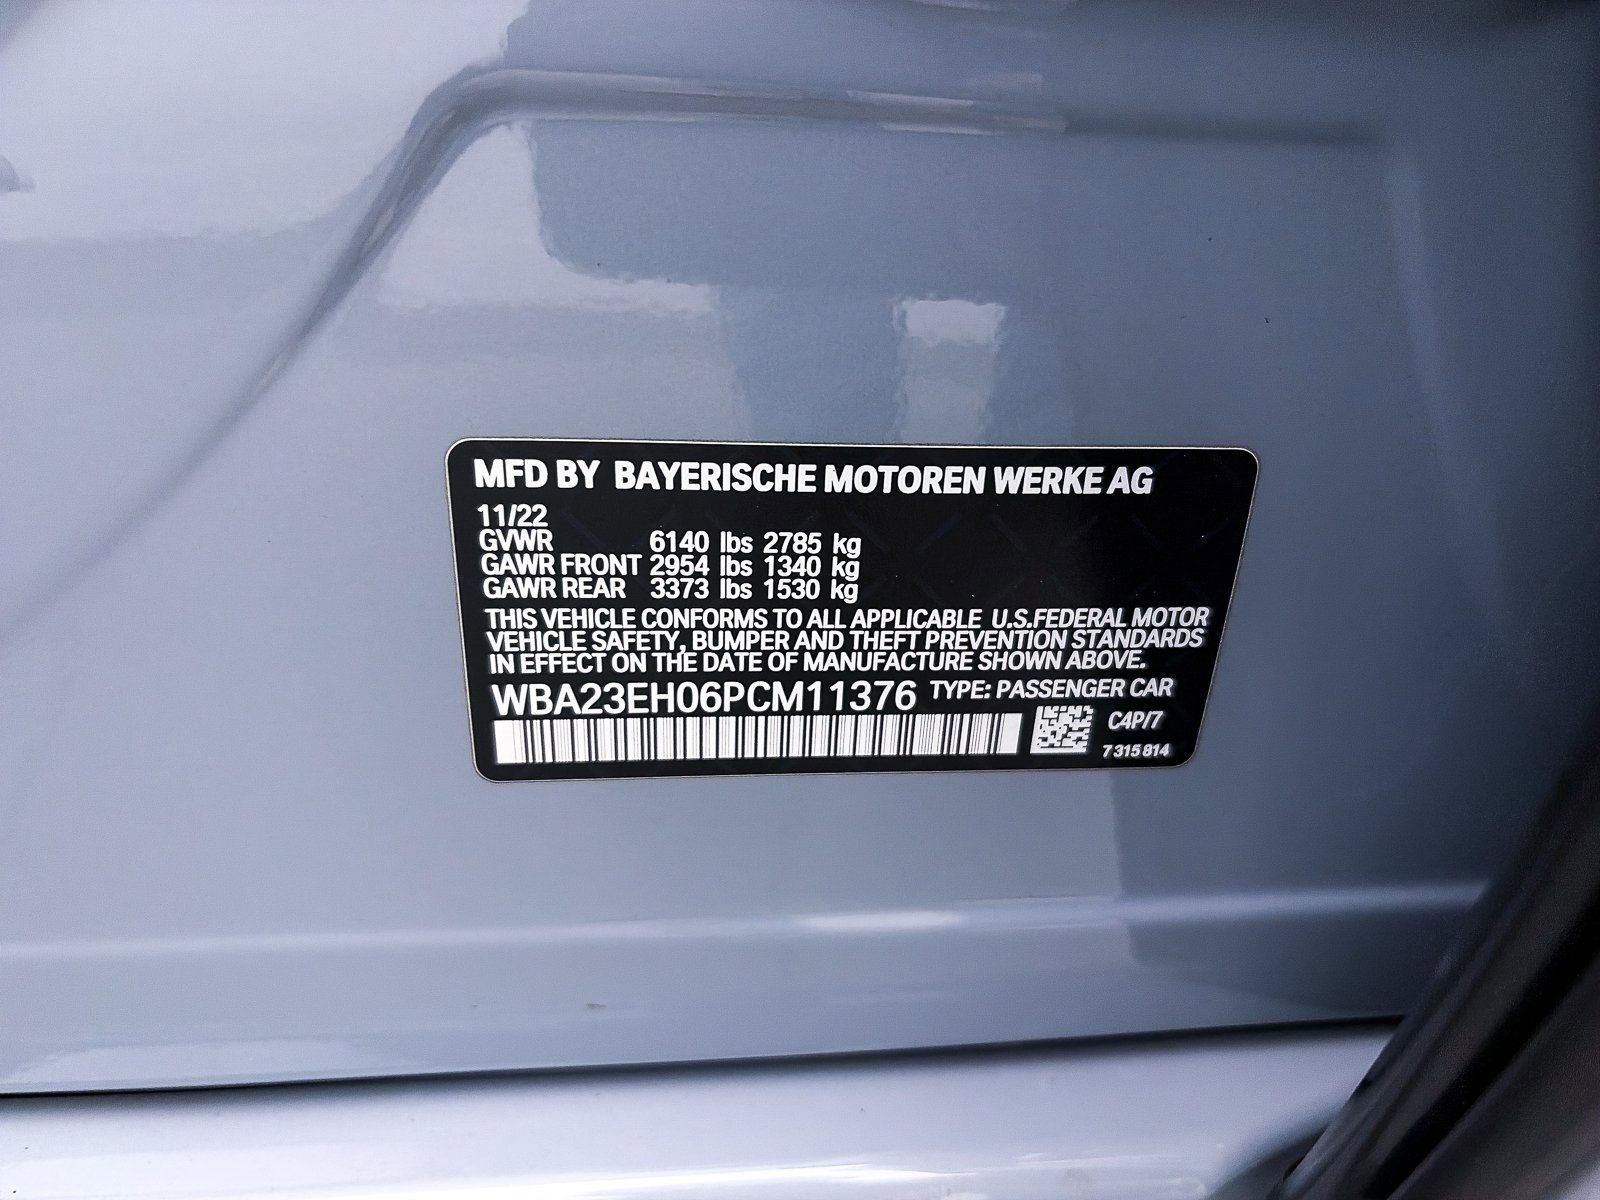 MFD BY BAYERISCHE MOTOREN WERKE AG
11/22
GVWR 6140 lbs 2785 kg
GAWR FRONT 2954 lbs 1340 kg
GAWR REAR 3373 lbs 1530 kg
THIS VEHICLE CONFORMS TO ALL APPLICABLE U.S.FEDERAL MOTOR
VEHICLE SAFETY, BUMPER AND THEFT PREVENTION STANDARDS
IN EFFECT ON THE DATE OF MANUFACTURE SHOWN ABOVE.
WBA23EH06PCM11376 TYPE: PASSENGER CAR
C4P/7
7 315 814